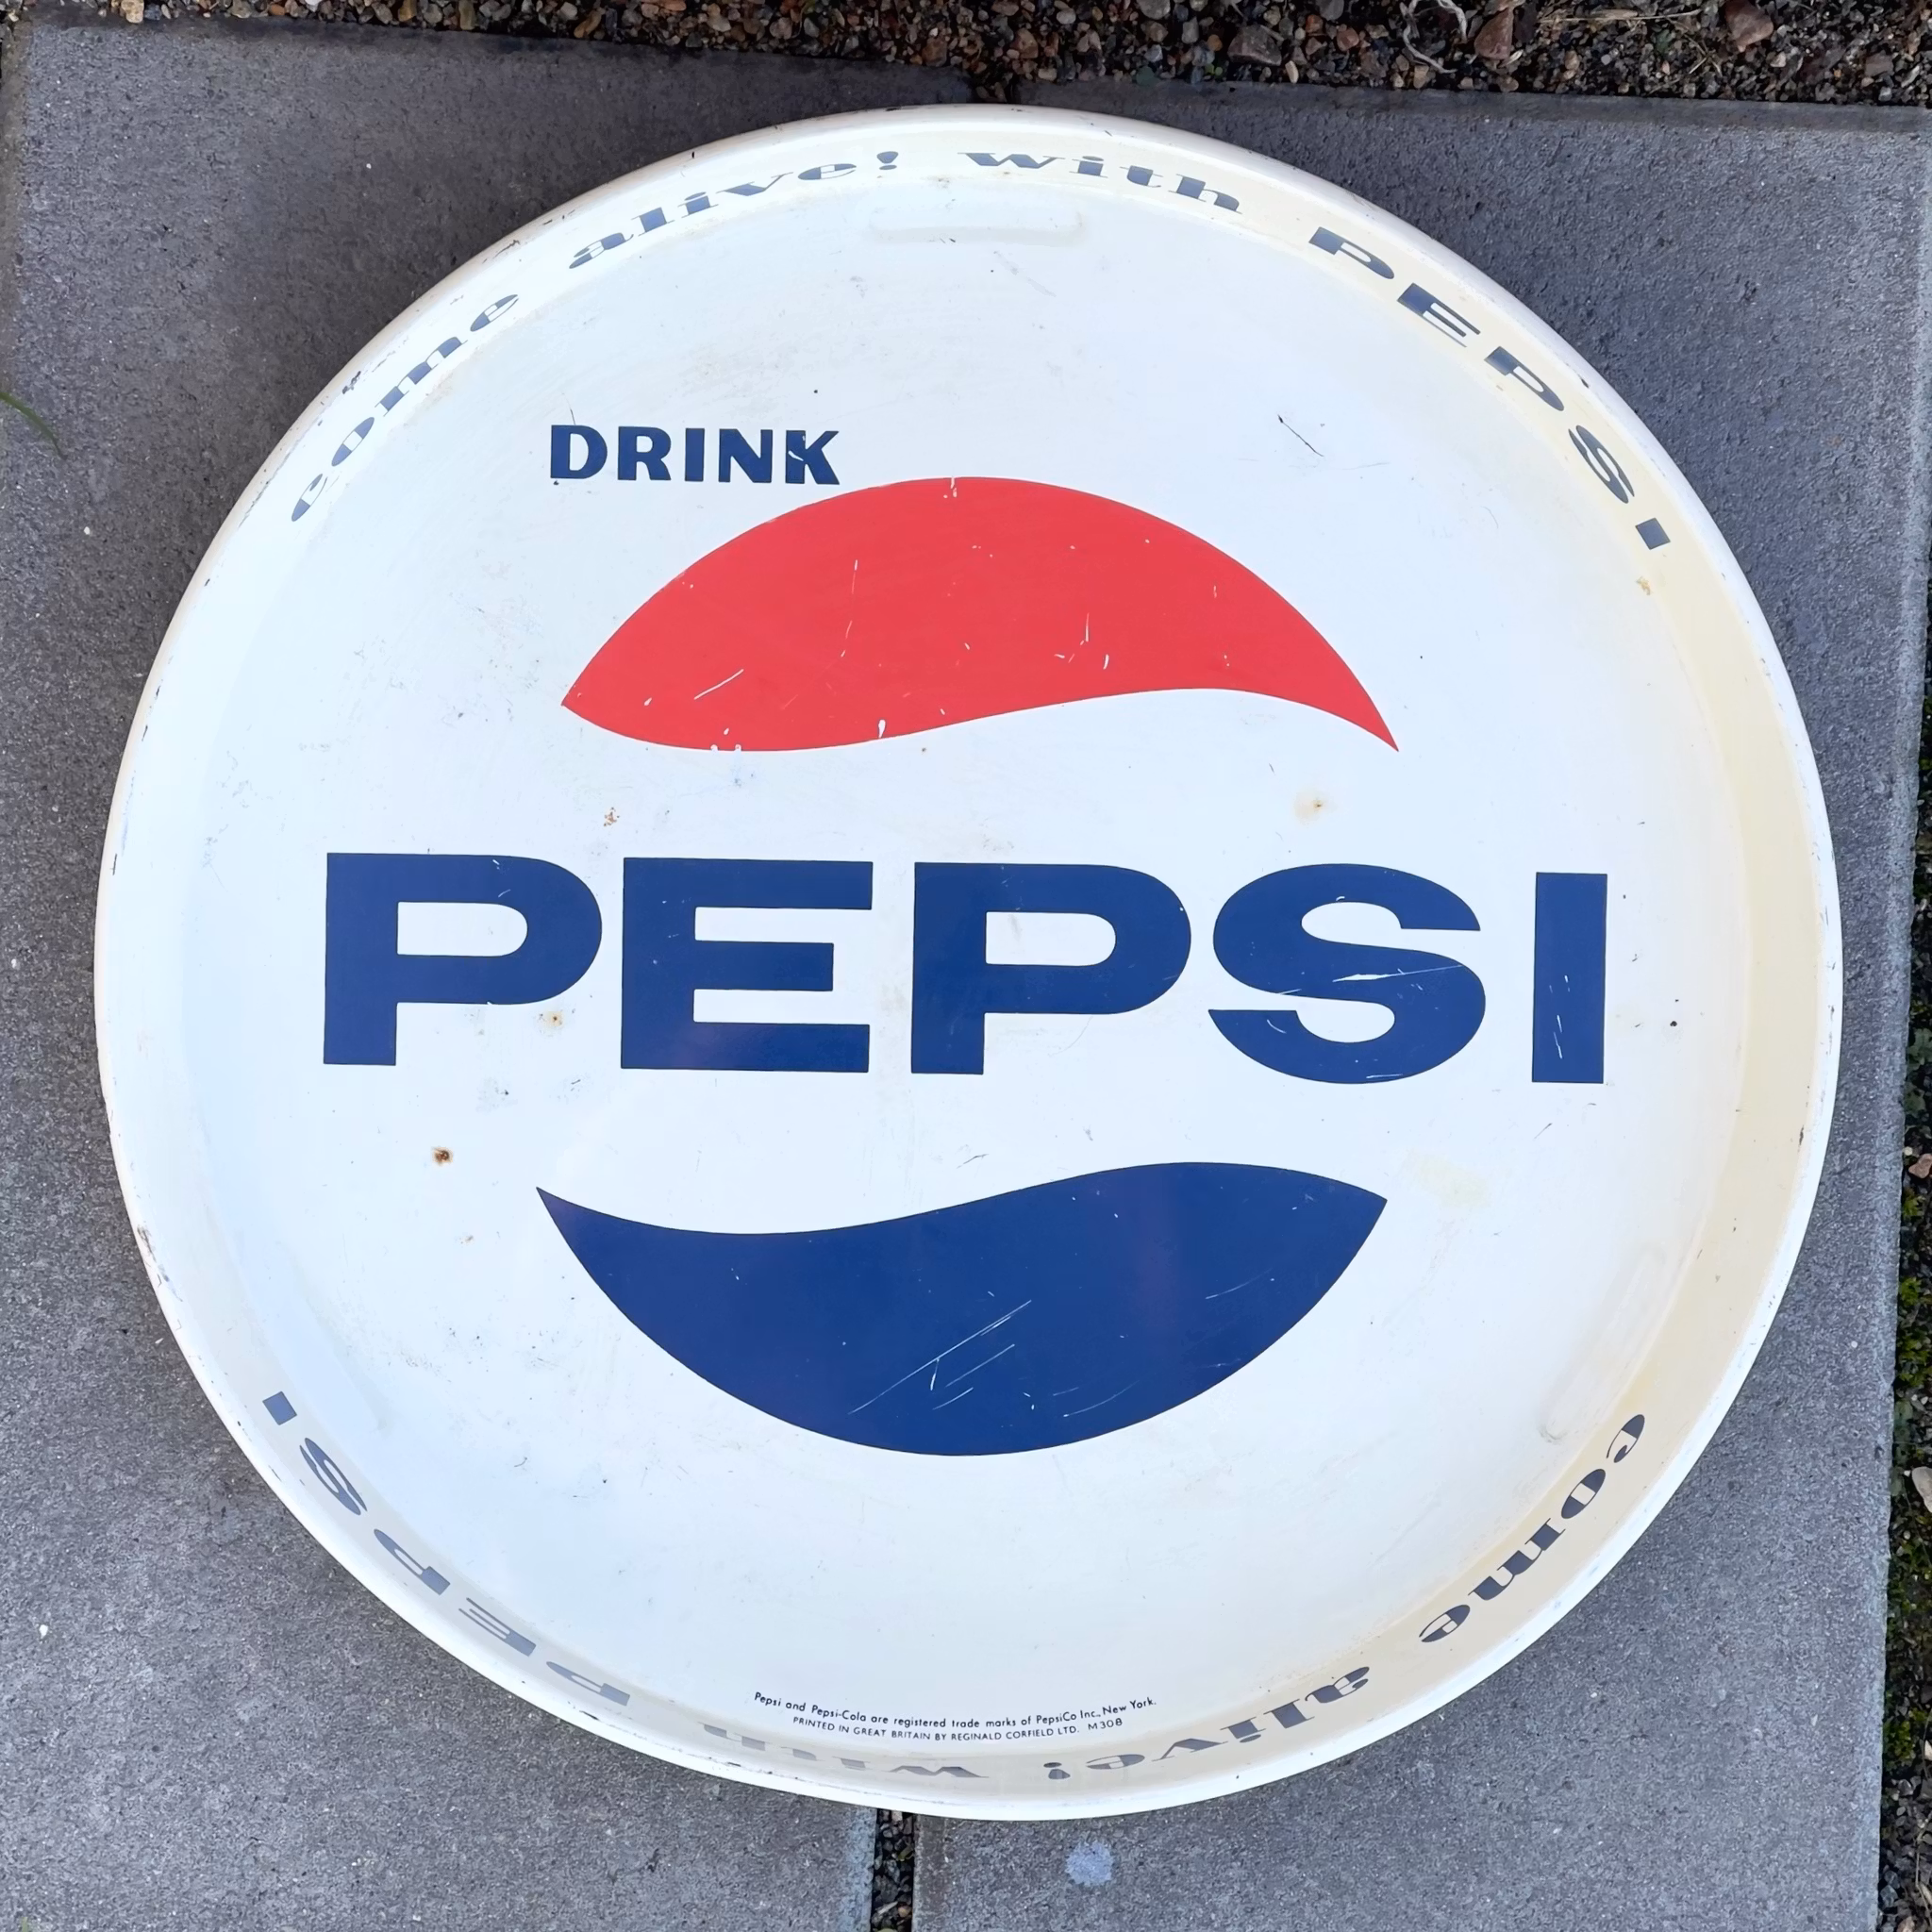 come alive! with PEPSI
DRINK
PEPSI
Pepsi and Pepsi-Cola are registered trade marks of PepsiCo Inc., New York.
PRINTED IN GREAT BRITAIN BY REGINALD CORFIELD LTD. M308
come alive! with PEPSI